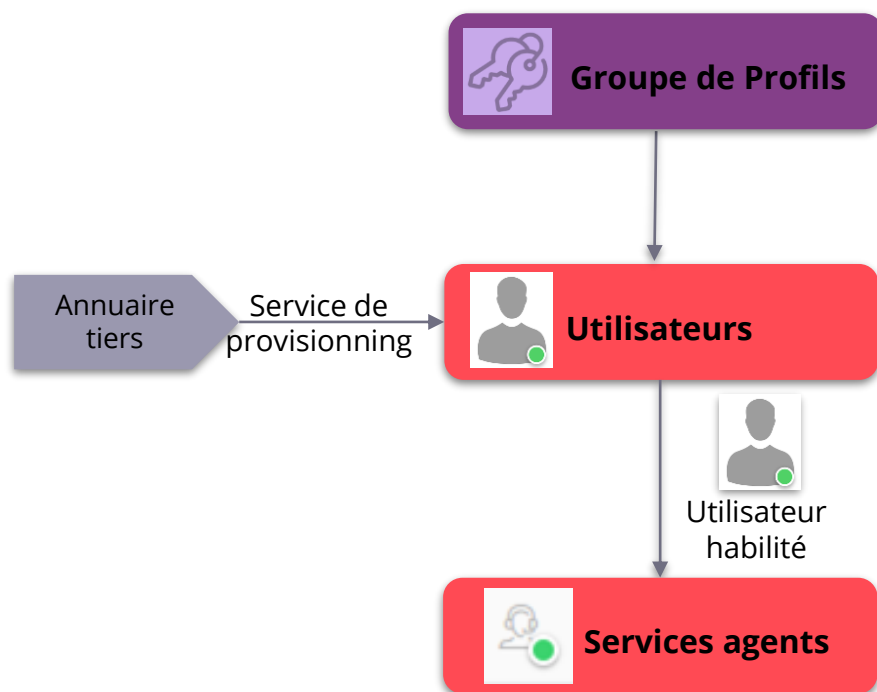 Groupe de Profils
Annuaire
tiers
Service de
provisionning
Utilisateurs
Utilisateur
habilité
Services agents